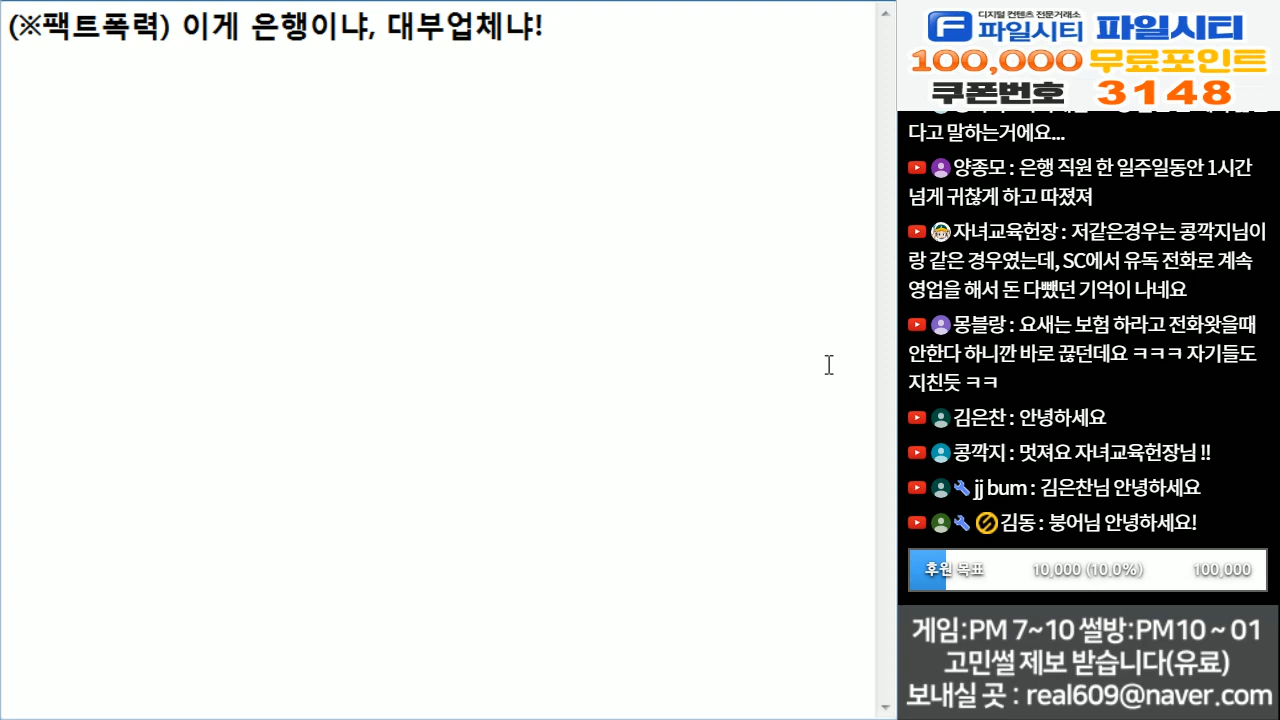 (※팩트폭력) 이게 은행이냐, 대부업체냐!
디지털 컨텐츠 전문거래소
파일시티 파일시티
100,000 무료포인트
쿠폰번호 3148
다고 말하는거에요...
양종모 : 은행 직원 한 일주일동안 1시간
넘게 귀찮게 하고 따졌져
자녀교육헌장 : 저같은경우는 콩깍지님이
랑 같은 경우였는데, SC에서 유독 전화로 계속
영업을 해서 돈 다뺐던 기억이 나네요
몽블랑 : 요새는 보험 하라고 전화왓을때
안한다 하니깐 바로 끊던데요 ㅋㅋㅋ 자기들도
지친듯 ㅋㅋ
김은찬 : 안녕하세요
콩깍지 : 멋져요 자녀교육헌장님 !!
jj bum : 김은찬님 안녕하세요
김동 : 붕어님 안녕하세요!
후원 목표 10,000 (10.0%) 100,000
게임:PM 7~10 썰방:PM10 ~ 01
고민썰 제보 받습니다(유료)
보내실 곳 : real609@naver.com